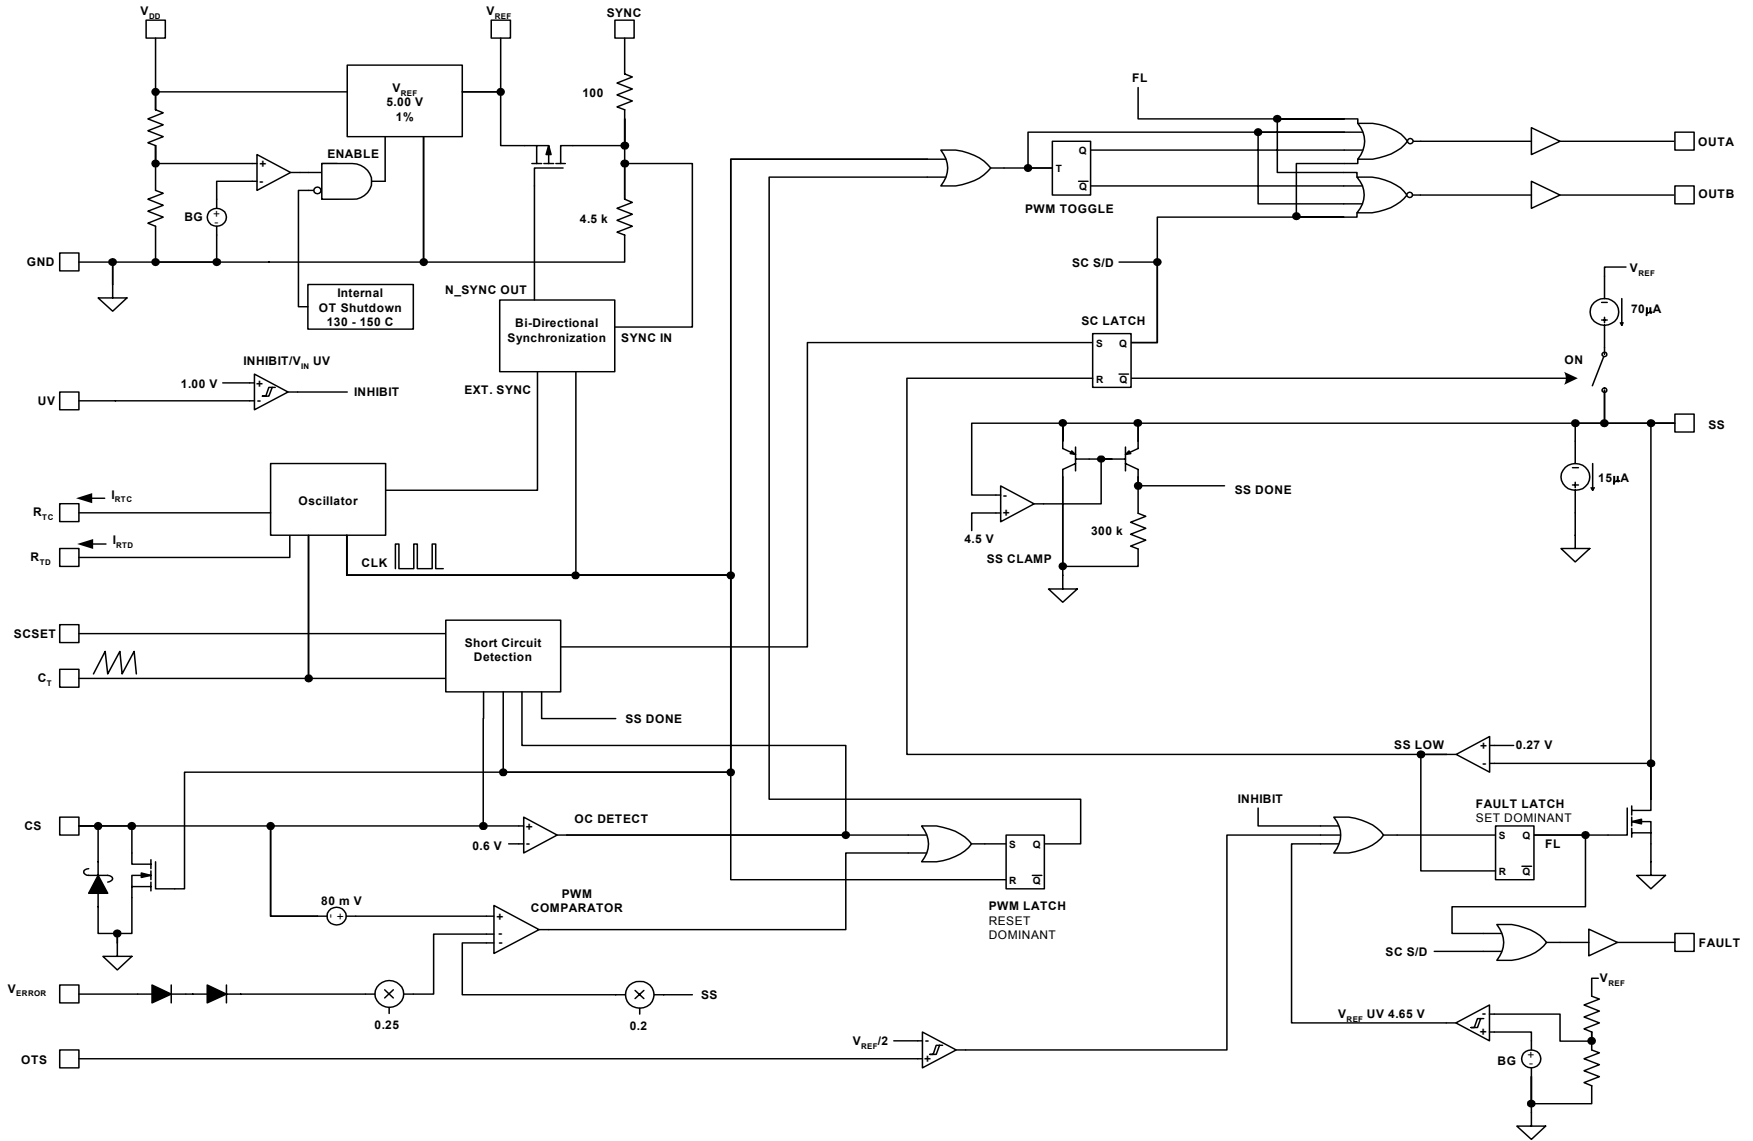 VDD
VREF
SYNC
VREF
5.00 V
1%
100
FL
ENABLE
Q
T
Q
PWM TOGGLE
OUTA
OUTB
+
-
BG
+
-
4.5 k
GND
SC S/D
Internal
OT Shutdown
130 - 150 C
N_SYNC OUT
Bi-Directional
Synchronization
SYNC IN
EXT. SYNC
SC LATCH
S Q
R Q
VREF
70µA
-
+
ON
INHIBIT/VIN UV
1.00 V
+
-
INHIBIT
UV
SS
-
+
15µA
-
+
4.5 V
SS CLAMP
SS DONE
300 k
Oscillator
IRTC
RTC
IRTD
RTD
CLK
SCSET
Short Circuit
Detection
CT
SS DONE
SS LOW
+
-
0.27 V
CS
+
-
0.6 V
OC DETECT
S Q
R Q
PWM LATCH
RESET
DOMINANT
INHIBIT
FAULT LATCH
SET DOMINANT
S Q
FL
R Q
80 m V
- +
PWM
COMPARATOR
+
-
-
SC S/D
FAULT
VERROR
0.25
0.2
SS
VREF/2
-
+
OTS
VREF UV 4.65 V
-
+
VREF
BG
+
-